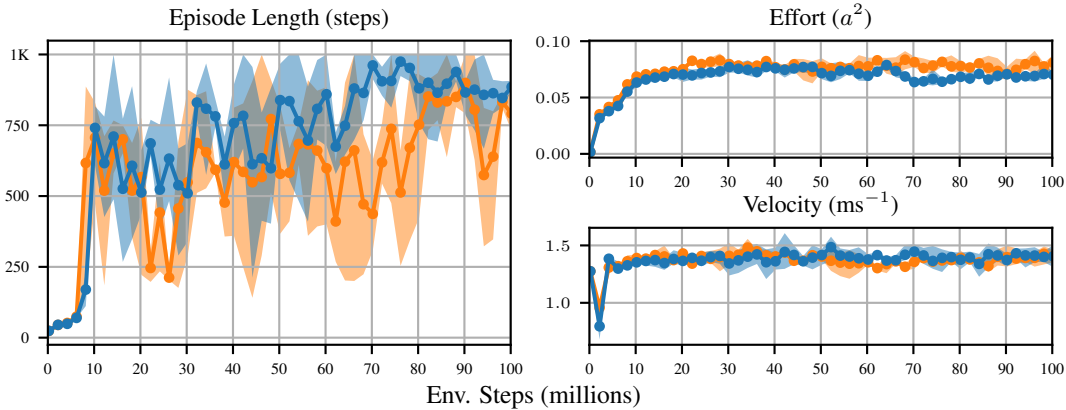 Episode Length (steps)
1K
750
500
250
0
0 10 20 30 40 50 60 70 80 90 100
Effort (a²)
0.10
0.05
0.00
0 10 20 30 40 50 60 70 80 90 100
Velocity (ms⁻¹)
1.5
1.0
0 10 20 30 40 50 60 70 80 90 100
Env. Steps (millions)